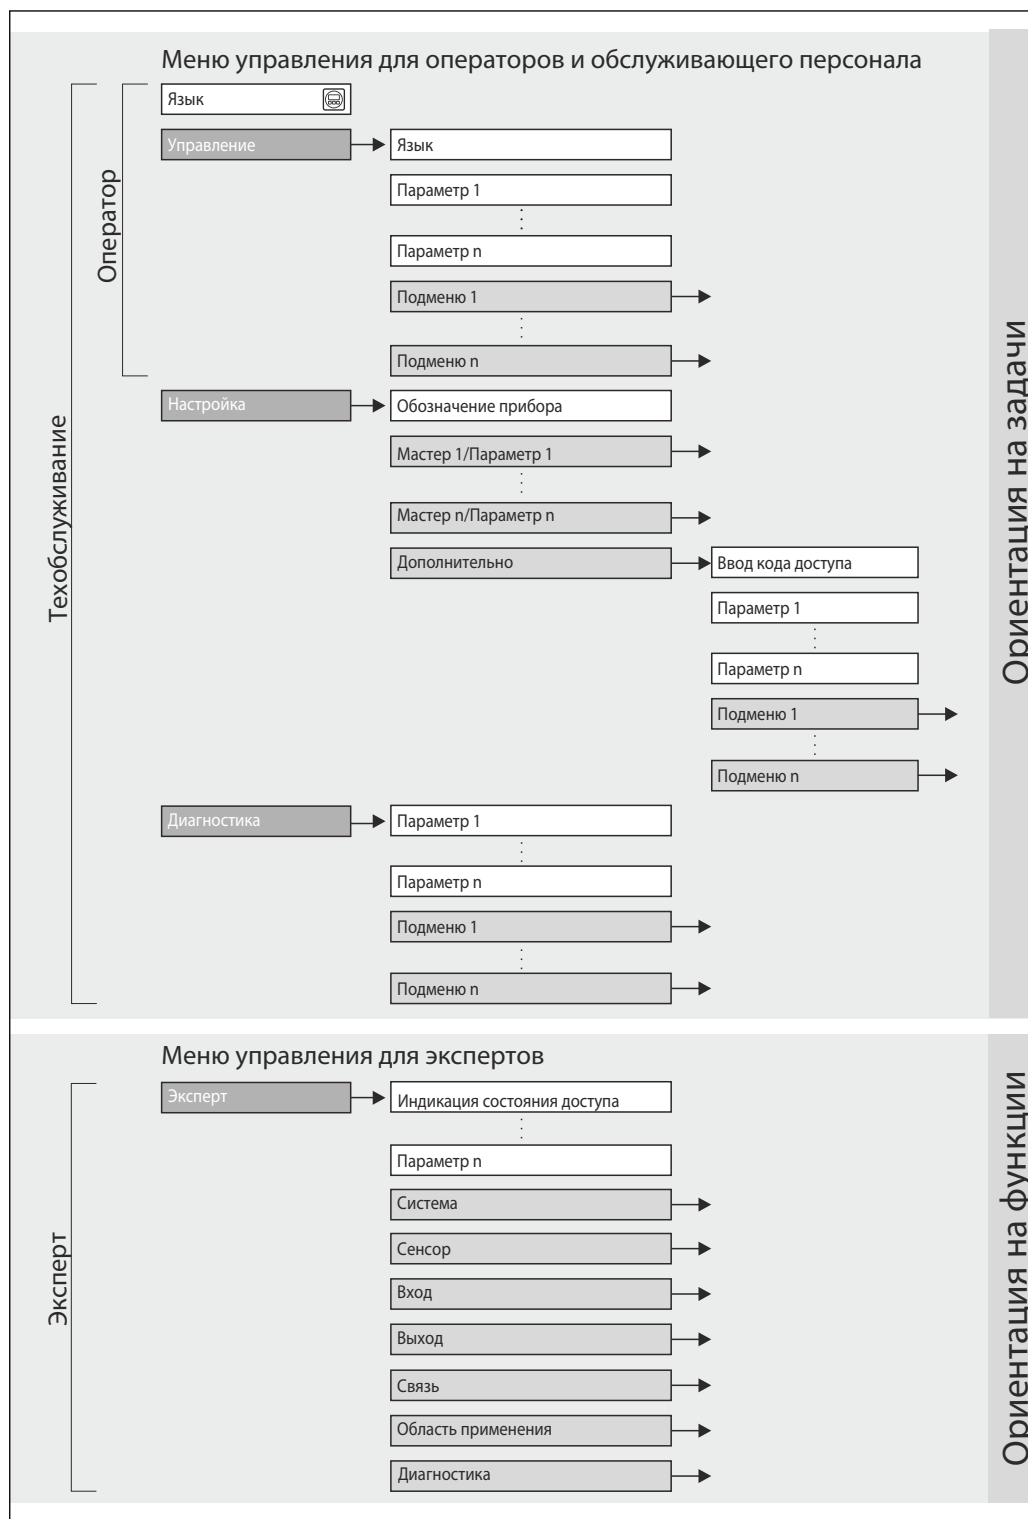 Меню управления для операторов и обслуживающего персонала
Язык
Управление
Язык
Параметр 1
Параметр n
Подменю 1
Подменю n
Оператор
Настройка
Обозначение прибора
Мастер 1/Параметр 1
Мастер n/Параметр n
Дополнительно
Ввод кода доступа
Параметр 1
Параметр n
Подменю 1
Подменю n
Диагностика
Параметр 1
Параметр n
Подменю 1
Подменю n
Техобслуживание
Ориентация на задачи
Меню управления для экспертов
Эксперт
Индикация состояния доступа
Параметр n
Система
Сенсор
Вход
Выход
Связь
Область применения
Диагностика
Эксперт
Ориентация на функции